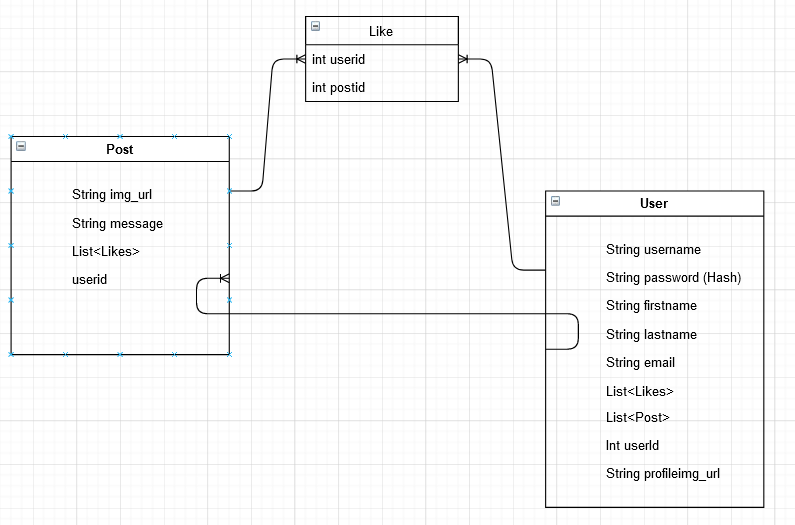 Like
int userid
int postid
Post
String img_url
String message
List<Likes>
userid
User
String username
String password (Hash)
String firstname
String lastname
String email
List<Likes>
List<Post>
Int userId
String profileimg_url